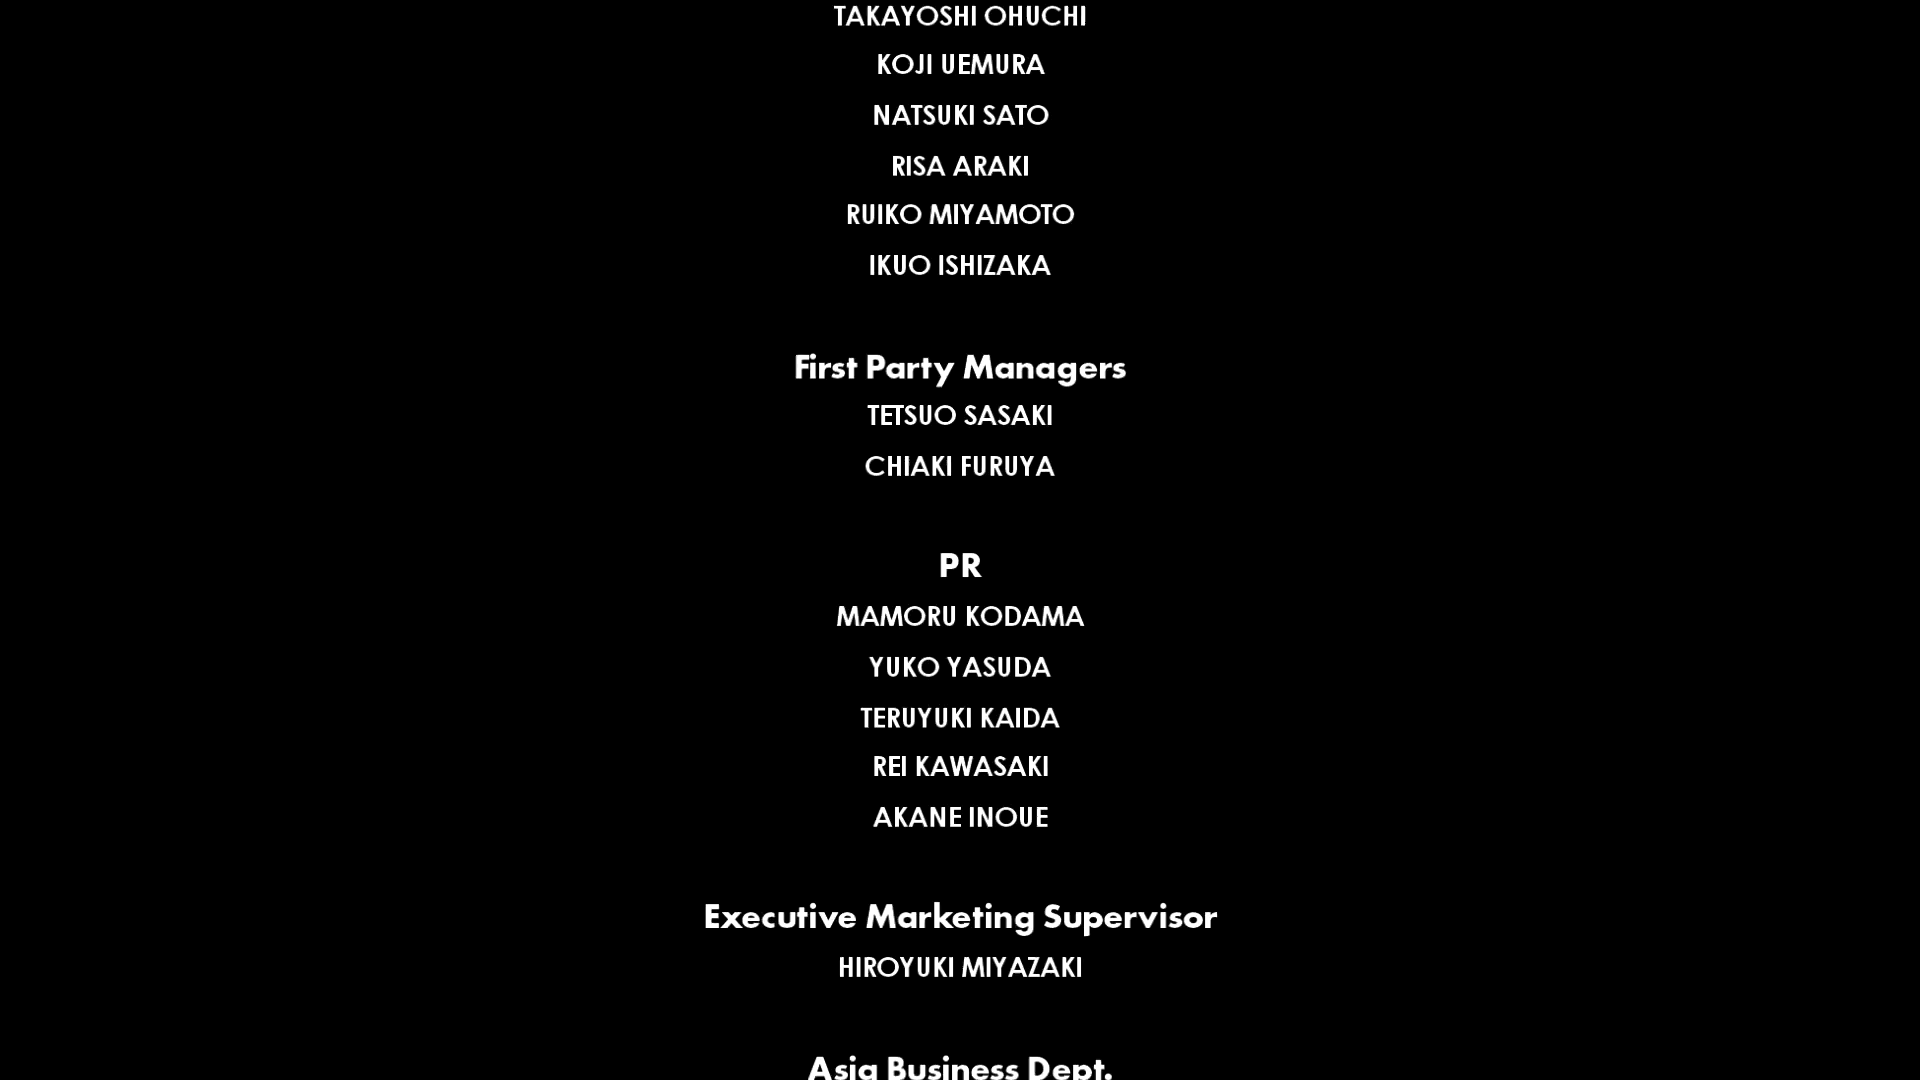 TAKAYOSHI OHUCHI
KOJI UEMURA
NATSUKI SATO
RISA ARAKI
RUIKO MIYAMOTO
IKUO ISHIZAKA
First Party Managers
TETSUO SASAKI
CHIAKI FURUYA
PR
MAMORU KODAMA
YUKO YASUDA
TERUYUKI KAIDA
REI KAWASAKI
AKANE INOUE
Executive Marketing Supervisor
HIROYUKI MIYAZAKI
Asia Business Dept.